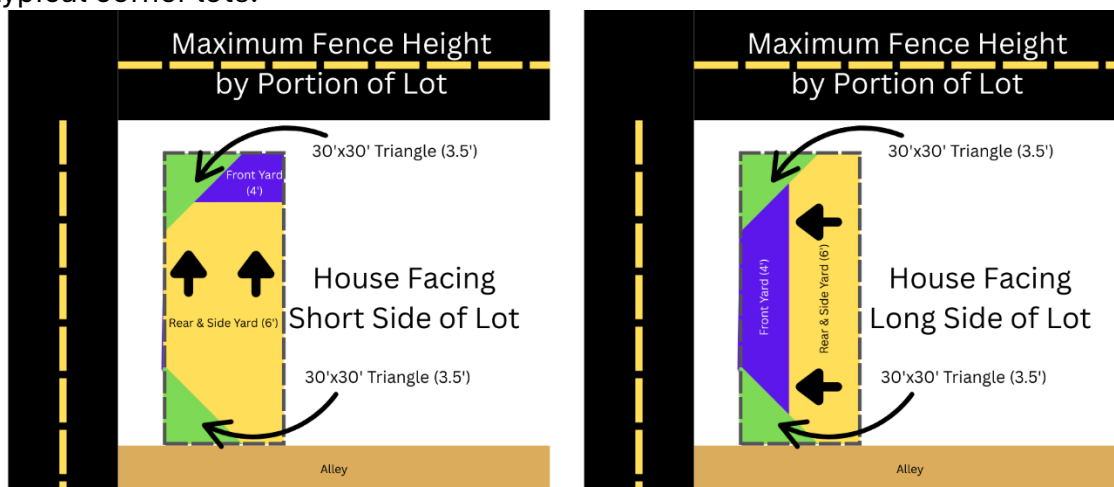 typical corner lots.
Maximum Fence Height
by Portion of Lot
30'x30' Triangle (3.5')
Front Yard
(4')
House Facing
Short Side of Lot
Rear & Side Yard (6')
30'x30' Triangle (3.5')
Alley
Maximum Fence Height
by Portion of Lot
30'x30' Triangle (3.5')
Front Yard (4')
Rear & Side Yard (6')
House Facing
Long Side of Lot
30'x30' Triangle (3.5')
Alley